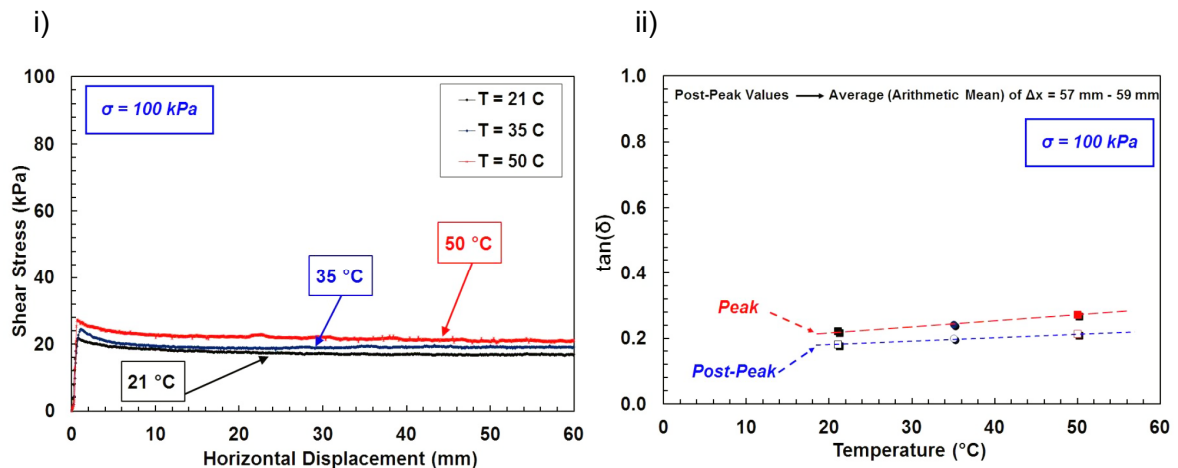 i)
ii)
100
80
60
40
20
0
Shear Stress (kPa)
σ = 100 kPa
T = 21 C
T = 35 C
T = 50 C
50 °C
35 °C
21 °C
0 10 20 30 40 50 60
Horizontal Displacement (mm)
1.0
0.8
0.6
0.4
0.2
0.0
tan(δ)
Post-Peak Values → Average (Arithmetic Mean) of Δx = 57 mm - 59 mm
σ = 100 kPa
Peak
Post-Peak
0 10 20 30 40 50 60
Temperature (°C)